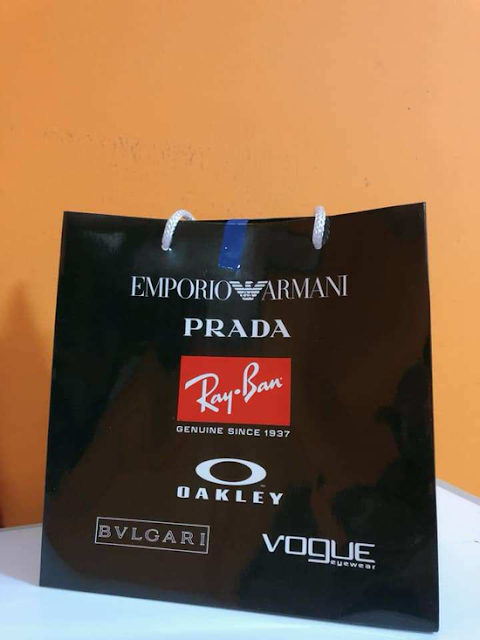 EMPORIO ARMANI
PRADA
Ray-Ban
GENUINE SINCE 1937
OAKLEY
BVLGARI
VOGUE
eyewear